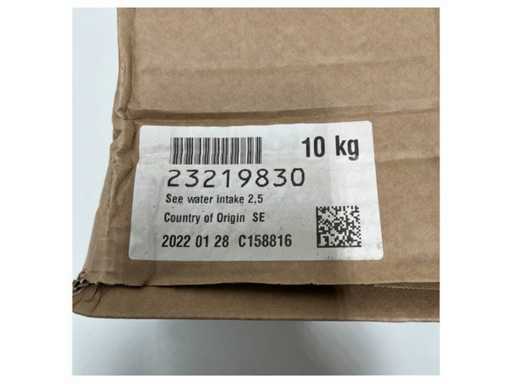 10 kg
23219830
See water intake 2,5
Country of Origin SE
2022 01 28 C158816